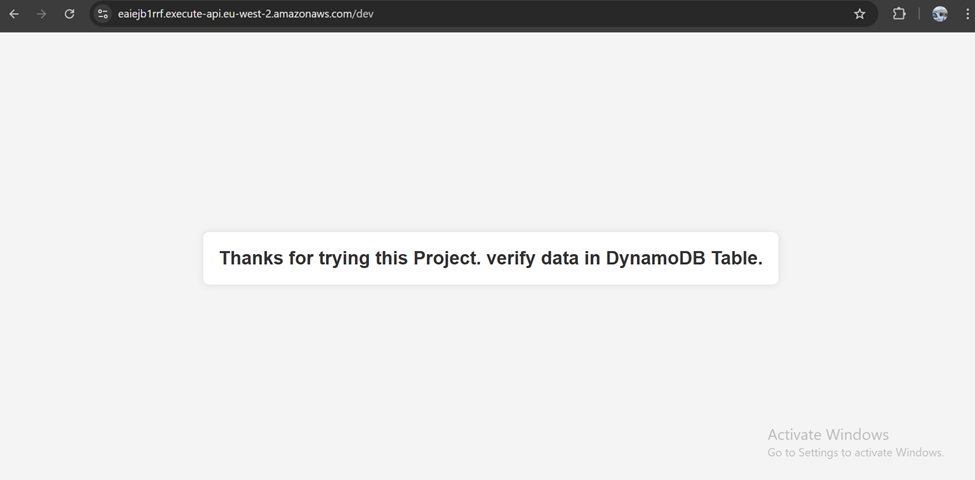 eaiejb1rrf.execute-api.eu-west-2.amazonaws.com/dev
Thanks for trying this Project. verify data in DynamoDB Table.
Activate Windows
Go to Settings to activate Windows.